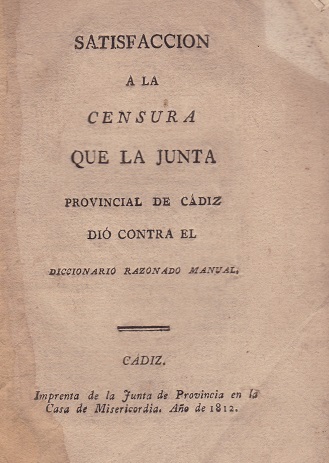 SATISFACCION
A LA
CENSURA
QUE LA JUNTA
PROVINCIAL DE CÁDIZ
DIÓ CONTRA EL
DICCIONARIO RAZONADO MANUAL.
CÁDIZ.
Imprenta de la Junta de Provincia en la
Casa de Misericordia. Año de 1812.